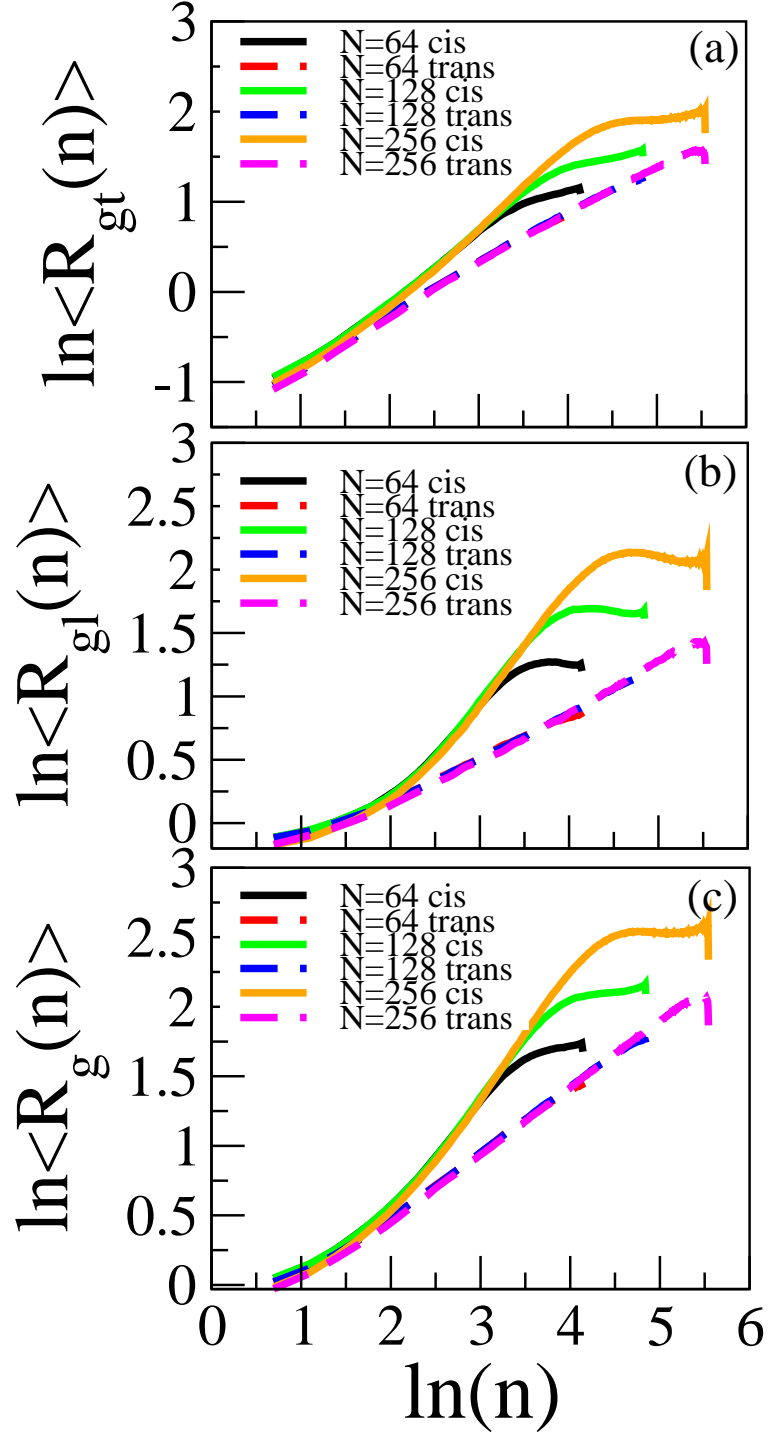 3
2
1
0
-1
ln<R_gt(n)>
(a)
N=64 cis
N=64 trans
N=128 cis
N=128 trans
N=256 cis
N=256 trans
3
2.5
2
1.5
1
0.5
0
ln<R_gl(n)>
(b)
N=64 cis
N=64 trans
N=128 cis
N=128 trans
N=256 cis
N=256 trans
3
2.5
2
1.5
1
0.5
0
ln<R_g(n)>
(c)
N=64 cis
N=64 trans
N=128 cis
N=128 trans
N=256 cis
N=256 trans
0 1 2 3 4 5 6
ln(n)